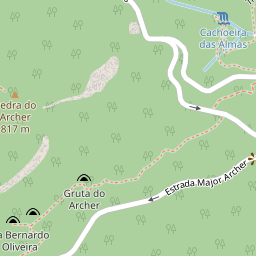 Cachoeira
das Almas
edra do
Archer
817 m
Estrada Major Archer
Gruta do
Archer
a Bernardo
Oliveira